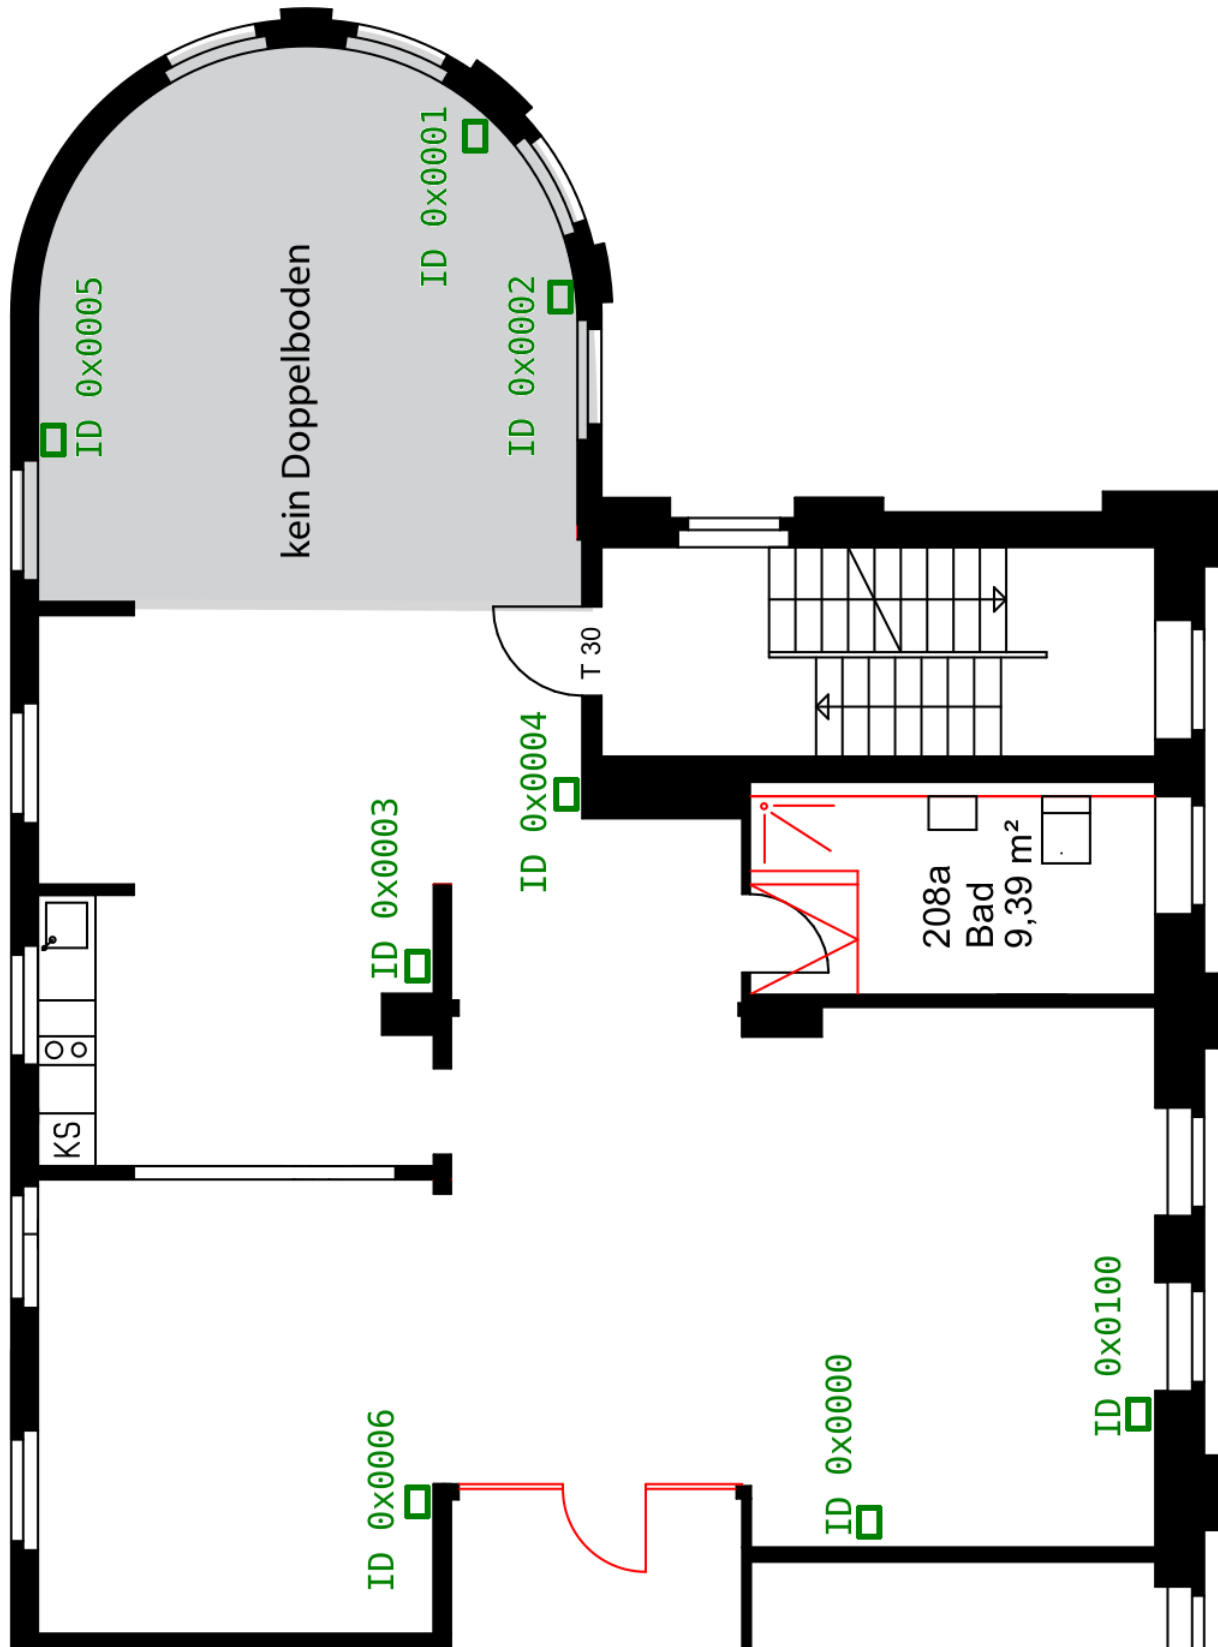 ID 0x0001
ID 0x0002
ID 0x0005
kein Doppelboden
T 30
ID 0x0004
ID 0x0003
208a
Bad
9,39 m²
KS
ID 0x0100
ID 0x0000
ID 0x0006